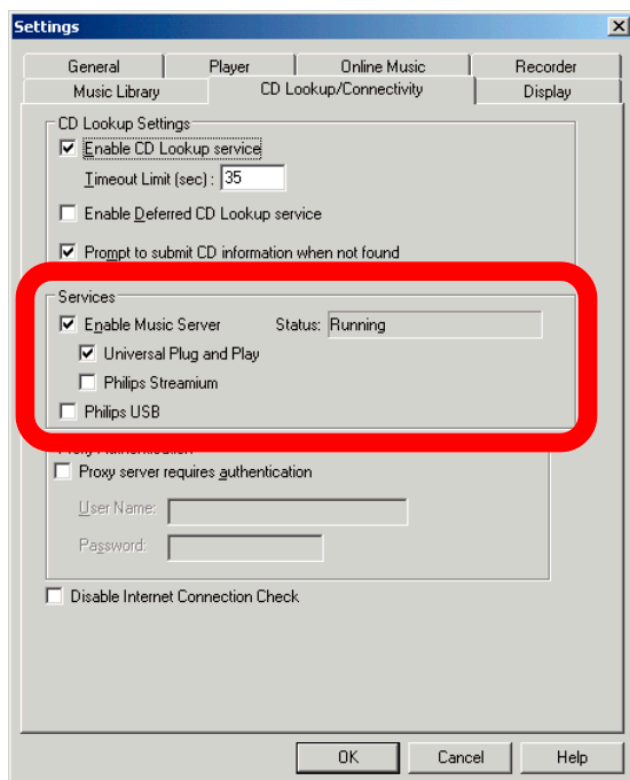 Settings
General Player Online Music Recorder
Music Library CD Lookup/Connectivity Display
CD Lookup Settings
Enable CD Lookup service
Timeout Limit (sec) : 35
Enable Deferred CD Lookup service
Prompt to submit CD information when not found
Services
Enable Music Server Status: Running
Universal Plug and Play
Philips Streamium
Philips USB
Proxy Authentication
Proxy server requires authentication
User Name:
Password:
Disable Internet Connection Check
OK Cancel Help